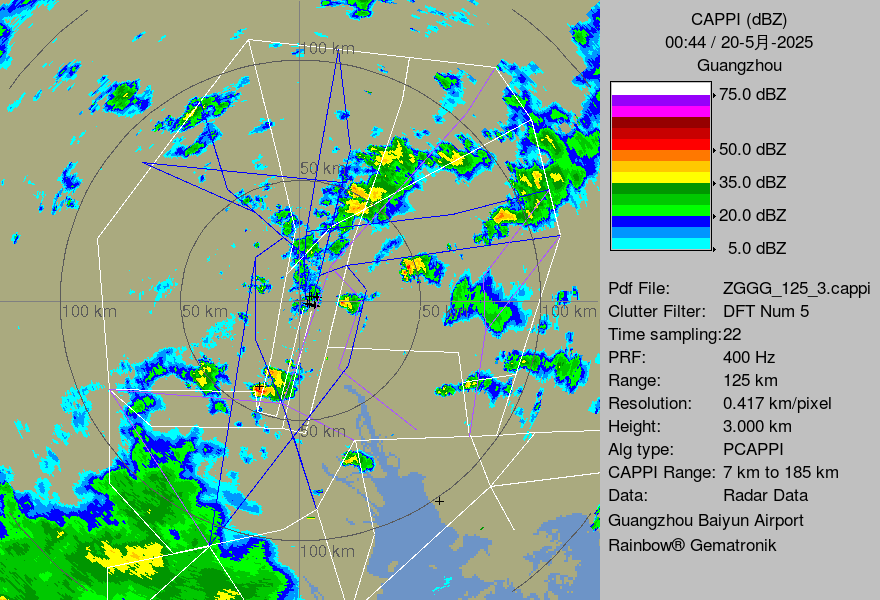 CAPPI (dBZ)
00:44 / 20-5月-2025
Guangzhou
75.0 dBZ
50.0 dBZ
35.0 dBZ
20.0 dBZ
5.0 dBZ
Pdf File: ZGGG_125_3.cappi
Clutter Filter: DFT Num 5
Time sampling:22
PRF: 400 Hz
Range: 125 km
Resolution: 0.417 km/pixel
Height: 3.000 km
Alg type: PCAPPI
CAPPI Range: 7 km to 185 km
Data: Radar Data
Guangzhou Baiyun Airport
Rainbow® Gematronik
100 km
50 km
100 km
50 km
50 km
100 km
50 km
100 km